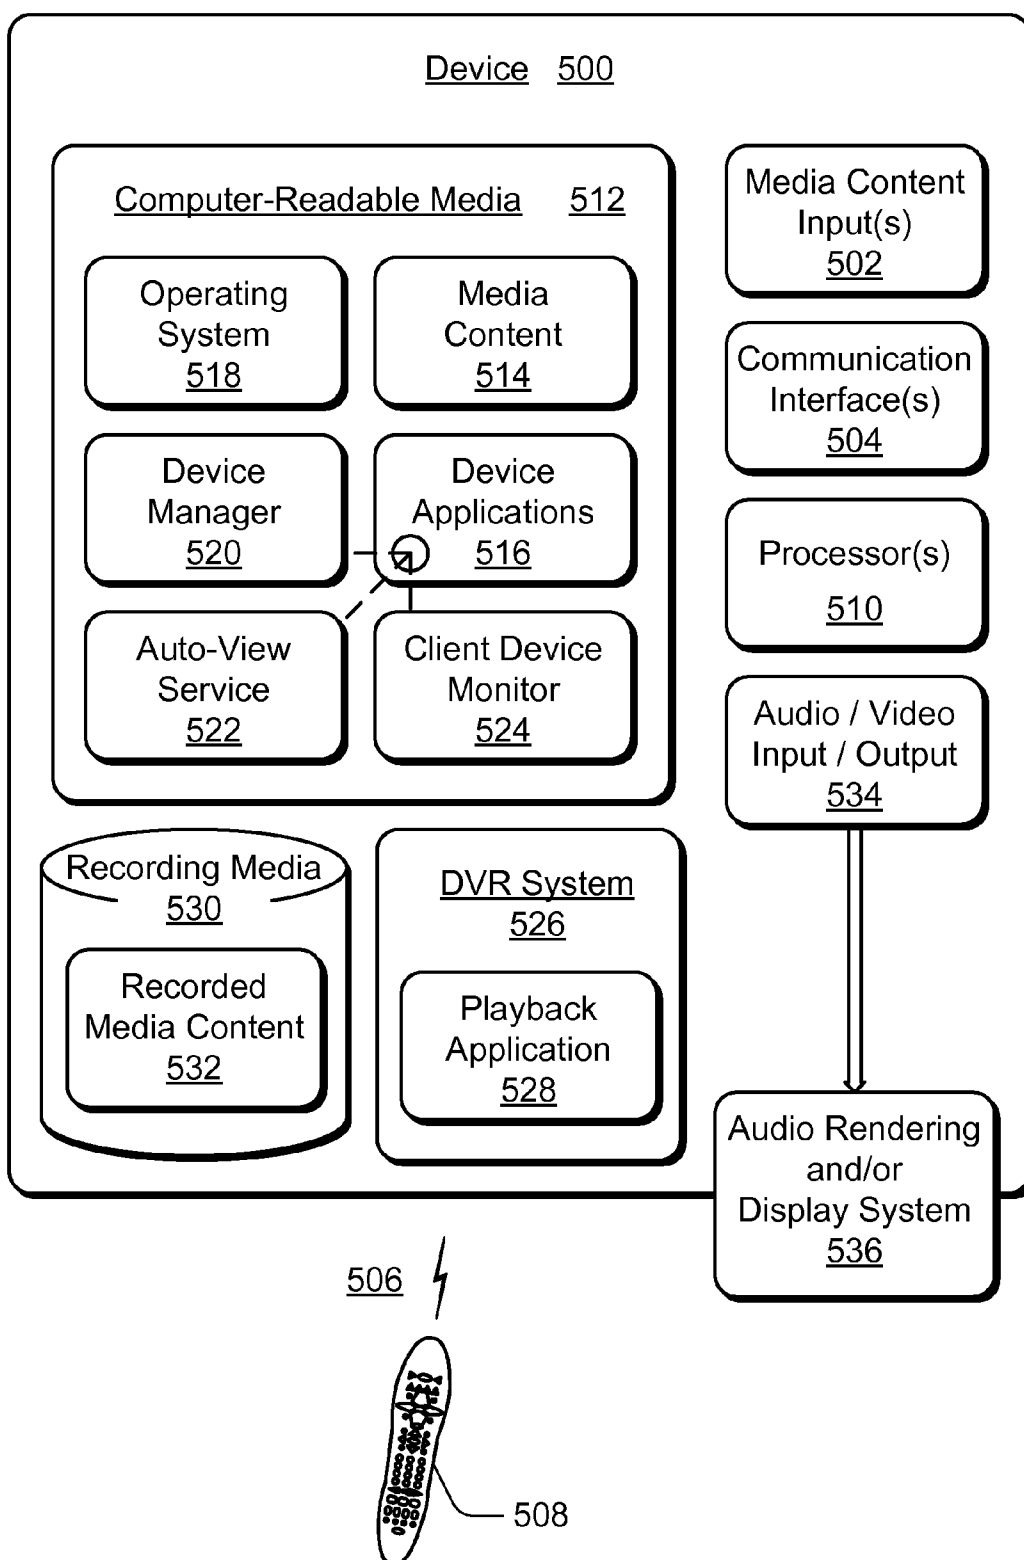 Device 500
Computer-Readable Media 512
Operating
System
518
Media
Content
514
Device
Manager
520
Device
Applications
516
Auto-View
Service
522
Client Device
Monitor
524
Media Content
Input(s)
502
Communication
Interface(s)
504
Processor(s)
510
Audio / Video
Input / Output
534
Recording Media
530
Recorded
Media Content
532
DVR System
526
Playback
Application
528
Audio Rendering
and/or
Display System
536
506
508